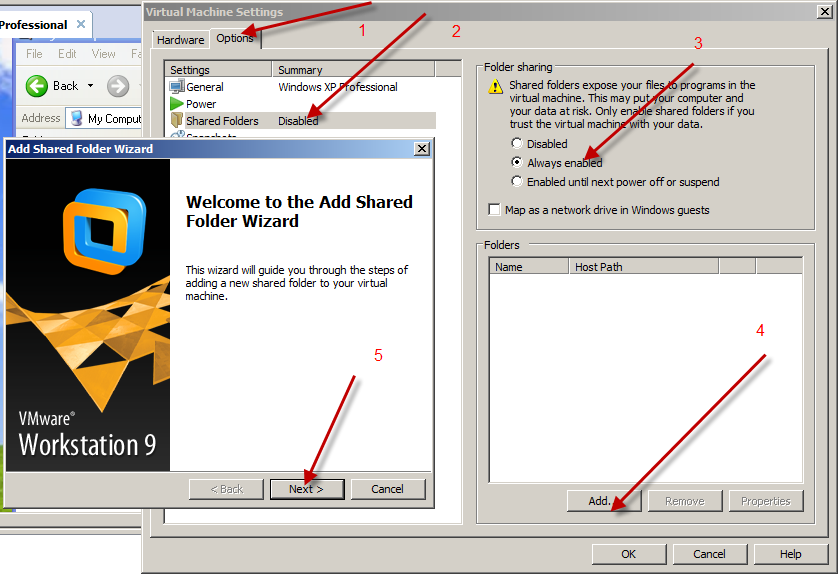 Professional
File Edit View Fa
Back
Address My Comput
Virtual Machine Settings
Hardware Options
1
2
3
Settings Summary
General Windows XP Professional
Power
Shared Folders Disabled
Snapshots
Folder sharing
Shared folders expose your files to programs in the
virtual machine. This may put your computer and
your data at risk. Only enable shared folders if you
trust the virtual machine with your data.
Disabled
Always enabled
Enabled until next power off or suspend
Map as a network drive in Windows guests
Folders
Name Host Path
4
Add...
Remove
Properties
OK
Cancel
Help
Add Shared Folder Wizard
Welcome to the Add Shared
Folder Wizard
This wizard will guide you through the steps of
adding a new shared folder to your virtual
machine.
5
VMware®
Workstation 9
< Back
Next >
Cancel